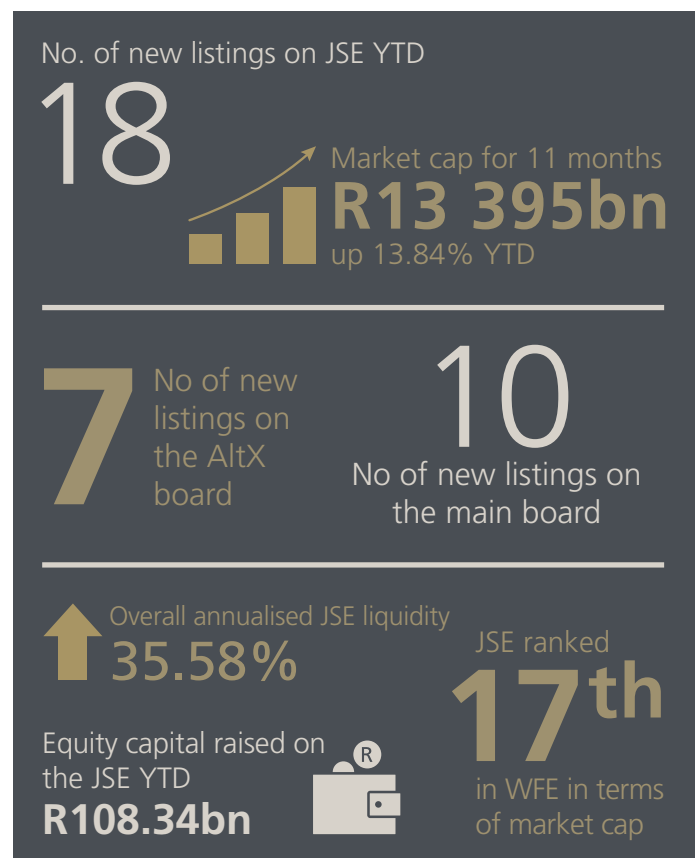 No. of new listings on JSE YTD
18
Market cap for 11 months
R13 395bn
up 13.84% YTD
7
No of new
listings on
the AltX
board
10
No of new listings on
the main board
Overall annualised JSE liquidity
35.58%
JSE ranked
17th
in WFE in terms
of market cap
Equity capital raised on
the JSE YTD
R108.34bn
R